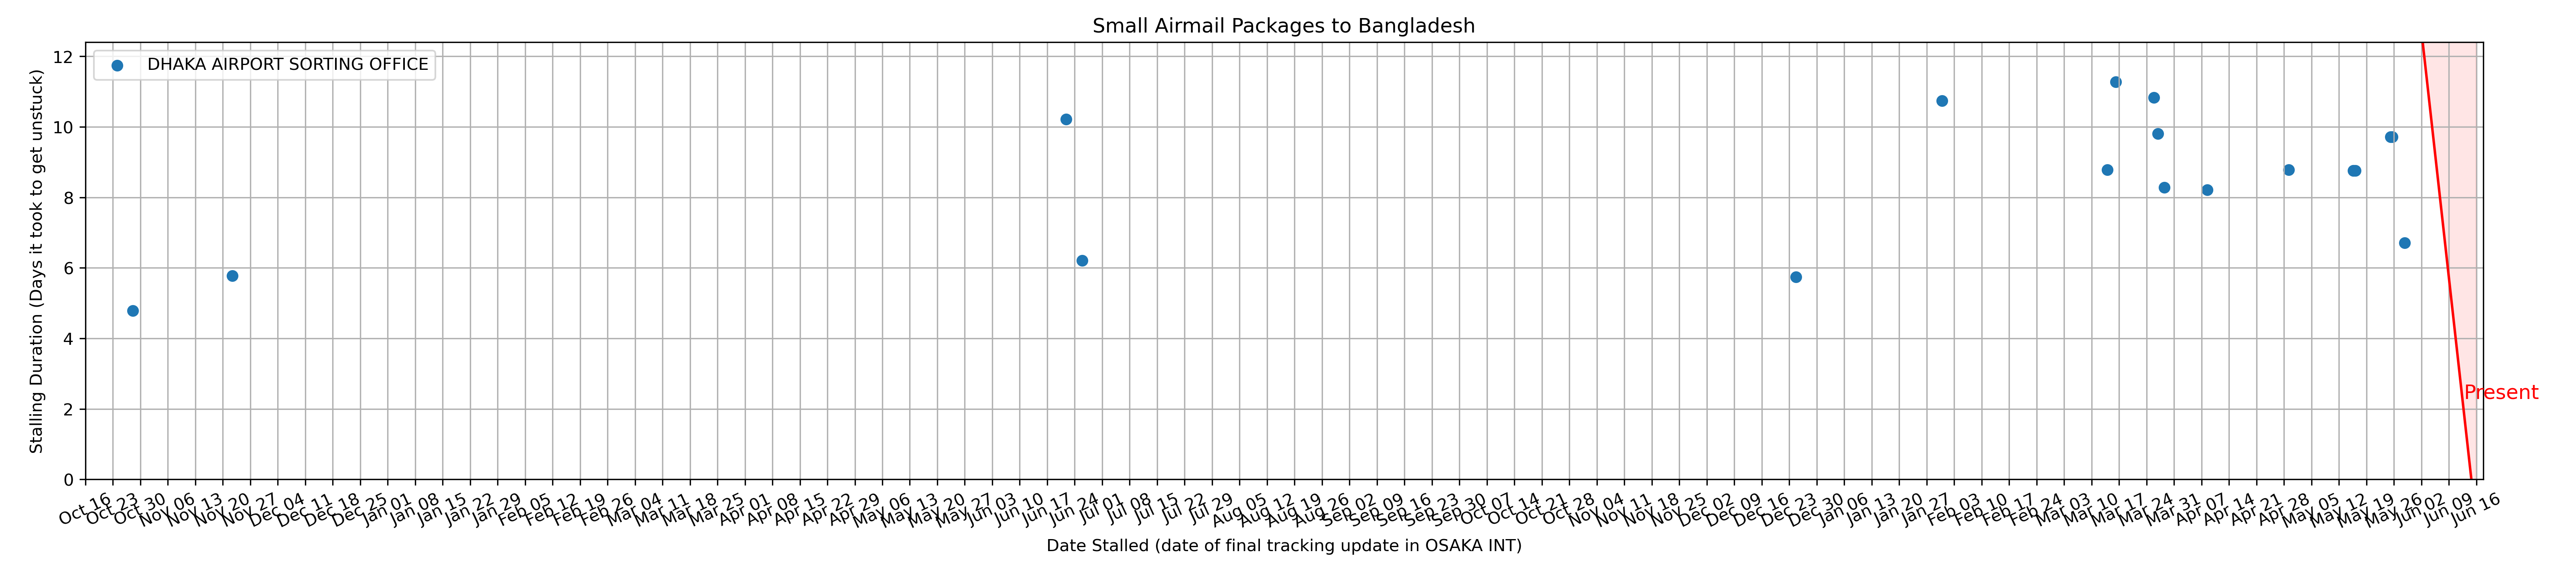 Small Airmail Packages to Bangladesh
DHAKA AIRPORT SORTING OFFICE
Stalling Duration (Days it took to get unstuck)
12
10
8
6
4
2
0
Present
Oct 16 Oct 23 Oct 30 Nov 06 Nov 13 Nov 20 Nov 27 Dec 04 Dec 11 Dec 18 Dec 25 Jan 01 Jan 08 Jan 15 Jan 22 Jan 29 Feb 05 Feb 12 Feb 19 Feb 26 Mar 04 Mar 11 Mar 18 Mar 25 Apr 01 Apr 08 Apr 15 Apr 22 Apr 29 May 06 May 13 May 20 May 27 Jun 03 Jun 10 Jun 17 Jun 24 Jul 01 Jul 08 Jul 15 Jul 22 Jul 29 Aug 05 Aug 12 Aug 19 Aug 26 Sep 02 Sep 09 Sep 16 Sep 23 Sep 30 Oct 07 Oct 14 Oct 21 Oct 28 Nov 04 Nov 11 Nov 18 Nov 25 Dec 02 Dec 09 Dec 16 Dec 23 Dec 30 Jan 06 Jan 13 Jan 20 Jan 27 Feb 03 Feb 10 Feb 17 Feb 24 Mar 03 Mar 10 Mar 17 Mar 24 Mar 31 Apr 07 Apr 14 Apr 21 Apr 28 May 05 May 12 May 19 May 26 Jun 02 Jun 09 Jun 16
Date Stalled (date of final tracking update in OSAKA INT)